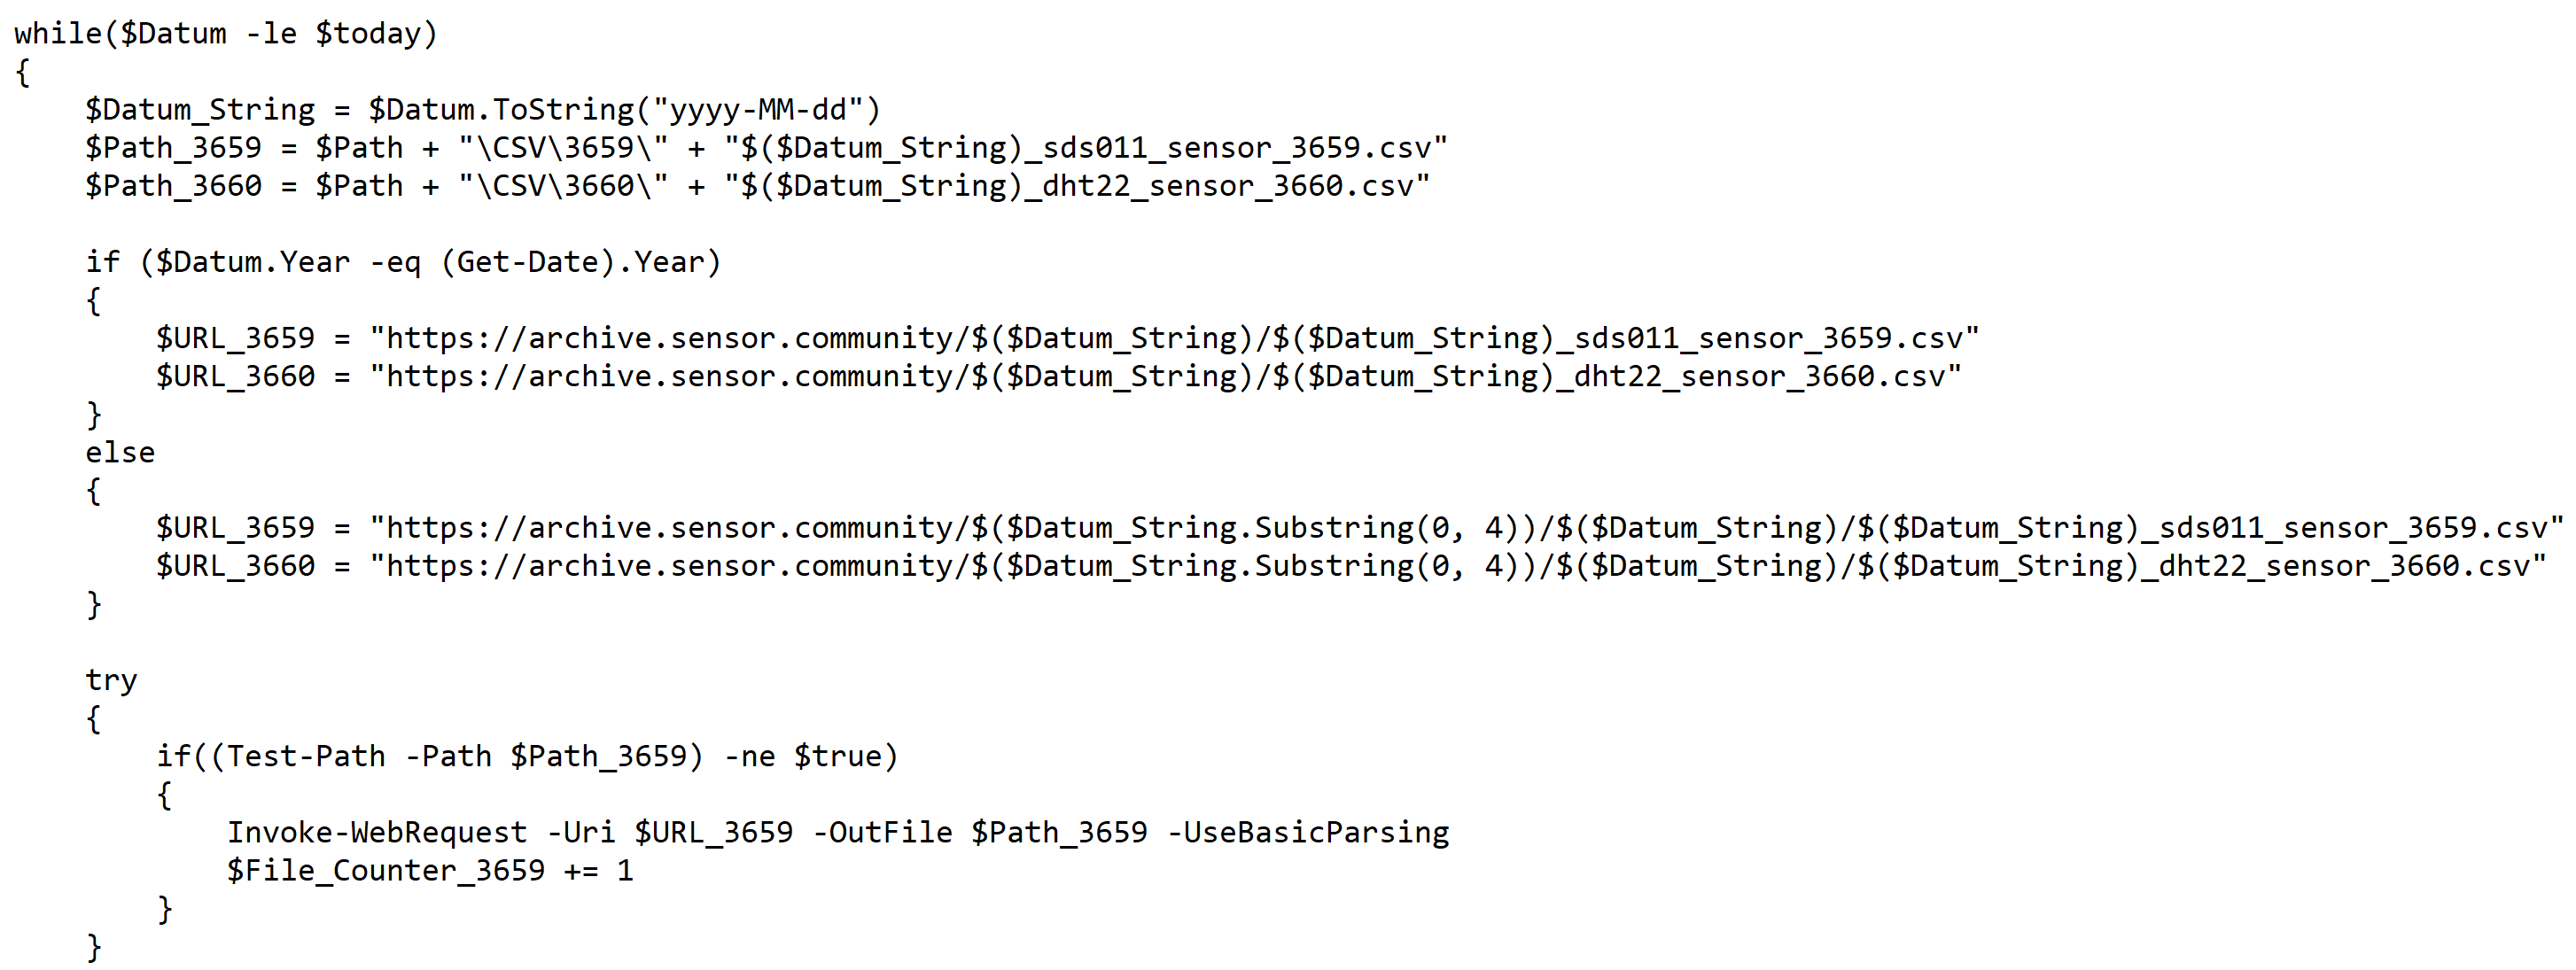 while($Datum -le $today)
{
    $Datum_String = $Datum.ToString("yyyy-MM-dd")
    $Path_3659 = $Path + "\CSV\3659\" + "$($Datum_String)_sds011_sensor_3659.csv"
    $Path_3660 = $Path + "\CSV\3660\" + "$($Datum_String)_dht22_sensor_3660.csv"

    if ($Datum.Year -eq (Get-Date).Year)
    {
        $URL_3659 = "https://archive.sensor.community/$($Datum_String)/$($Datum_String)_sds011_sensor_3659.csv"
        $URL_3660 = "https://archive.sensor.community/$($Datum_String)/$($Datum_String)_dht22_sensor_3660.csv"
    }
    else
    {
        $URL_3659 = "https://archive.sensor.community/$($Datum_String.Substring(0, 4))/$($Datum_String)/$($Datum_String)_sds011_sensor_3659.csv"
        $URL_3660 = "https://archive.sensor.community/$($Datum_String.Substring(0, 4))/$($Datum_String)/$($Datum_String)_dht22_sensor_3660.csv"
    }

    try
    {
        if((Test-Path -Path $Path_3659) -ne $true)
        {
            Invoke-WebRequest -Uri $URL_3659 -OutFile $Path_3659 -UseBasicParsing
            $File_Counter_3659 += 1
        }
    }